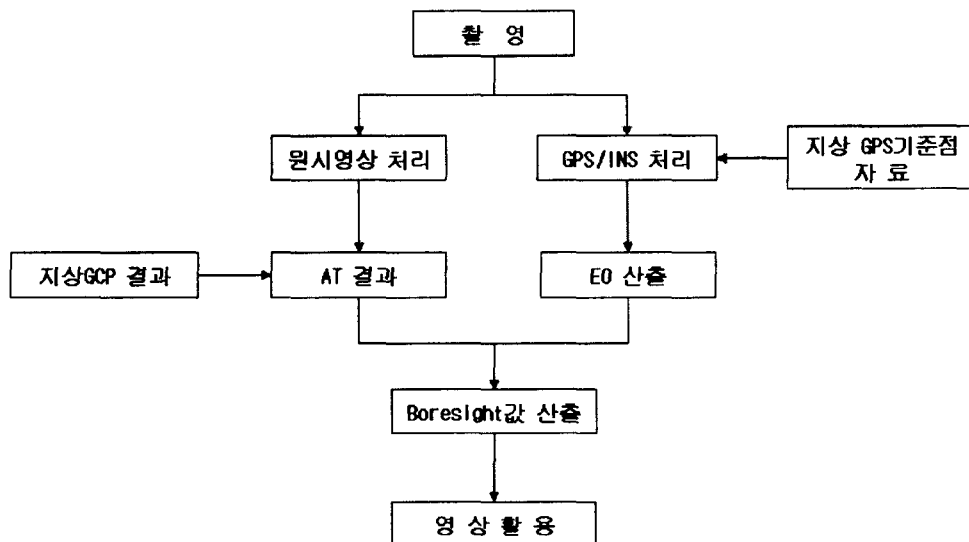 촬 영
원시영상 처리
GPS/INS 처리
지상 GPS기준점
자 료
지상GCP 결과
AT 결과
EO 산출
Boresight값 산출
영 상 활 용